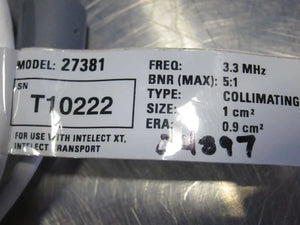 MODEL: 27381
SN
T10222
FOR USE WITH INTELECT XT,
INTELECT TRANSPORT
FREQ: 3.3 MHz
BNR (MAX): 5:1
TYPE: COLLIMATING
SIZE: 1 cm²
ERA: 0.9 cm²